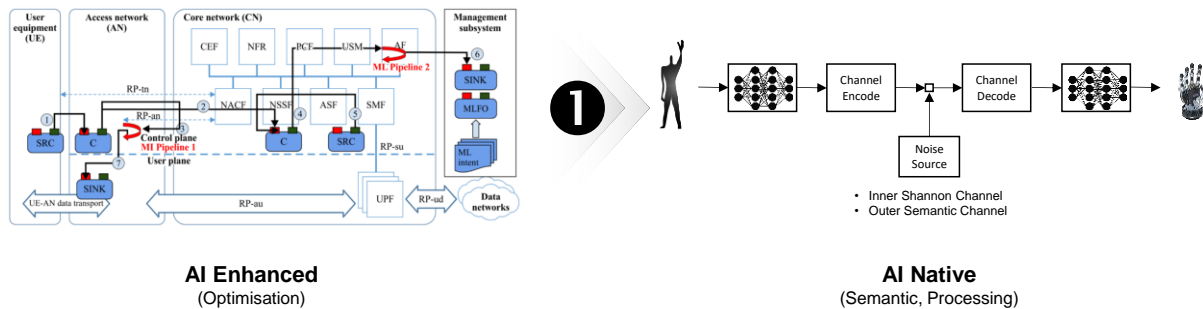 User
equipment (UE)
Access network
(AN)
Core network (CN)
Management
subsystem
CEF
NFR
PCF
USM
AF
ML Pipeline 2
6
SINK
RP-tn
2
NACF
NSSF
4
ASF
5
SMF
MLFO
RP-an
1
3
SRC
C
Control plane
MI Pipeline 1
C
SRC
User plane
RP-su
ML
intent
7
SINK
UE-AN data transport
RP-au
UPF
RP-ud
Data
networks
AI Enhanced
(Optimisation)
1
Channel
Encode
Channel
Decode
Noise
Source
• Inner Shannon Channel
• Outer Semantic Channel
AI Native
(Semantic, Processing)